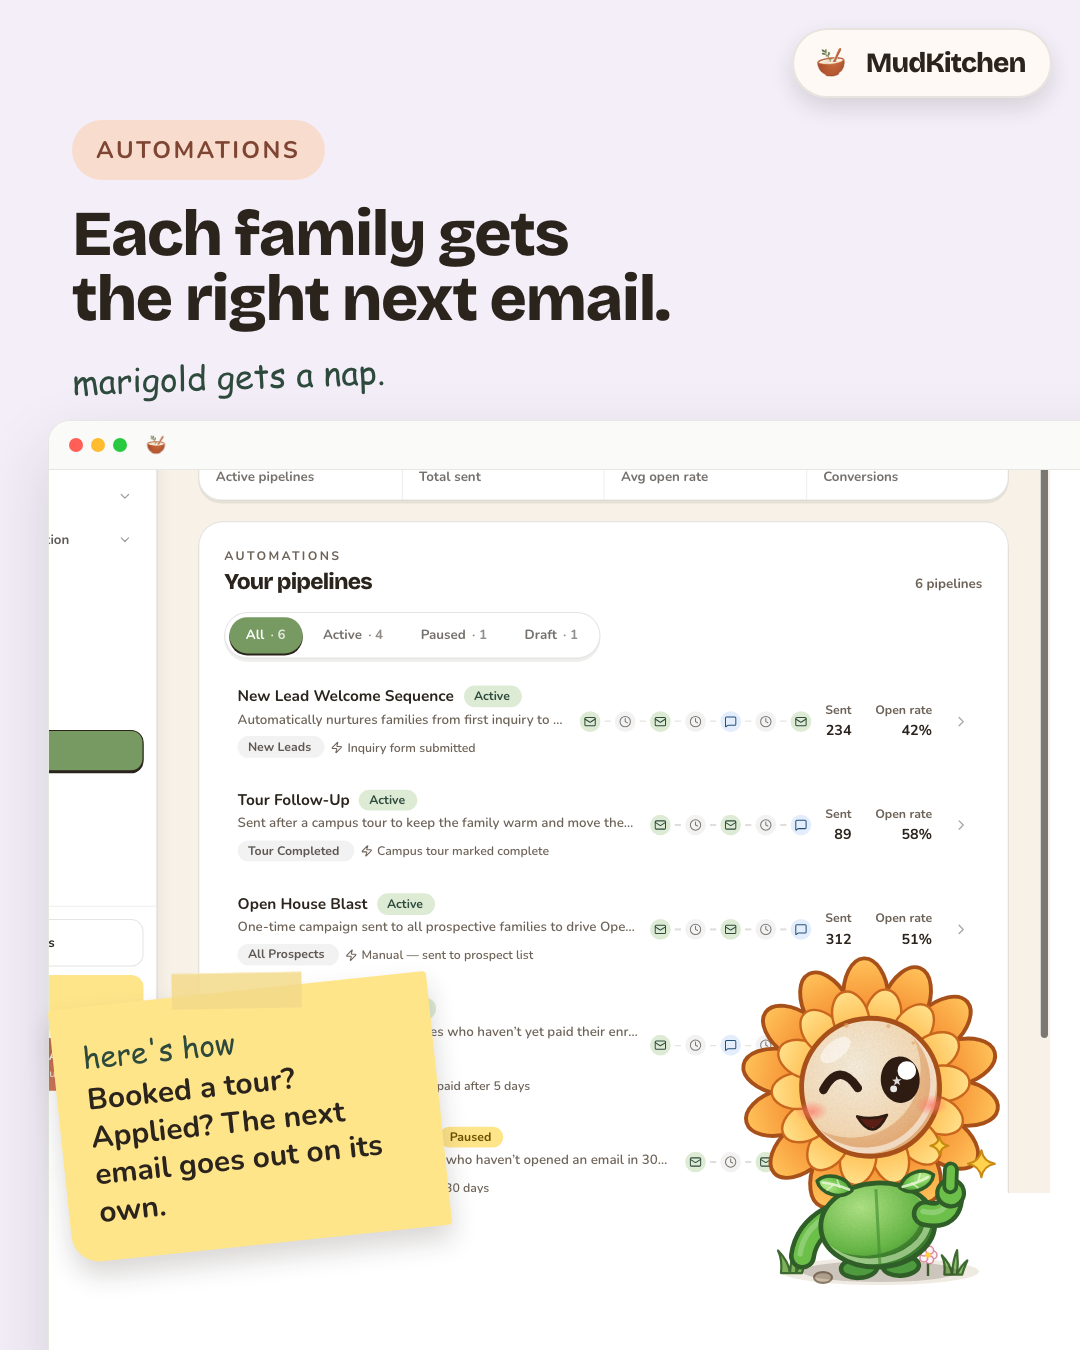 MudKitchen
AUTOMATIONS
Each family gets
the right next email.
marigold gets a nap.
Active pipelines
Total sent
Avg open rate
Conversions
tion
AUTOMATIONS
Your pipelines
6 pipelines
All · 6
Active · 4
Paused · 1
Draft · 1
New Lead Welcome Sequence
Active
Automatically nurtures families from first inquiry to ...
New Leads
Inquiry form submitted
Sent
234
Open rate
42%
Tour Follow-Up
Active
Sent after a campus tour to keep the family warm and move the...
Tour Completed
Campus tour marked complete
Sent
89
Open rate
58%
Open House Blast
Active
One-time campaign sent to all prospective families to drive Ope...
All Prospects
Manual — sent to prospect list
Sent
312
Open rate
51%
s
es who haven't yet paid their enr...
paid after 5 days
Paused
who haven't opened an email in 30...
30 days
here's how
Booked a tour?
Applied? The next
email goes out on its
own.